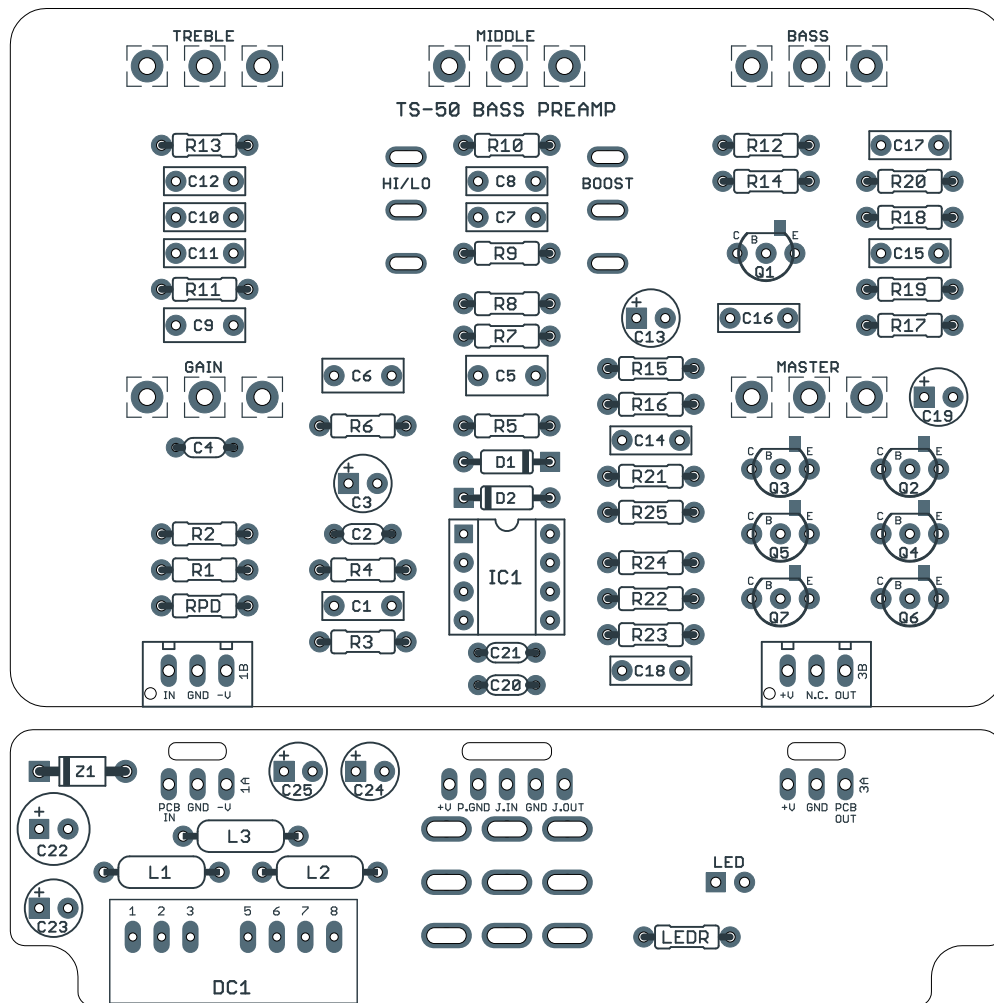 TREBLE MIDDLE BASS
TS-50 BASS PREAMP
R13 R10 R12 C17
C12 HI/LO C8 BOOST R14 R20
C10 C7 R18
C B E
C11 R9 Q1 C15
R11 R8 R19
+
C9 R7 C13 C16 R17
GAIN C6 C5 R15 MASTER
+
R6 R5 R16 C19
C4 D1 C14
C B E C B E
+
C3 D2 R21 Q3 Q2
R25
C B E C B E
R2 C2 Q5 Q4
R1 R4 IC1 R24
C B E C B E
RPD C1 R22 Q7 Q6
R3 C21 R23
1B C20 C18 3B
IN GND -V +V N.C. OUT
+ +
Z1 C25 C24
1A 3A
PCB IN GND -V +V P.GND J.IN GND J.OUT +V GND PCB OUT
+
C22 L3
L1 L2 LED
+
C23
1 2 3 5 6 7 8
LEDR
DC1